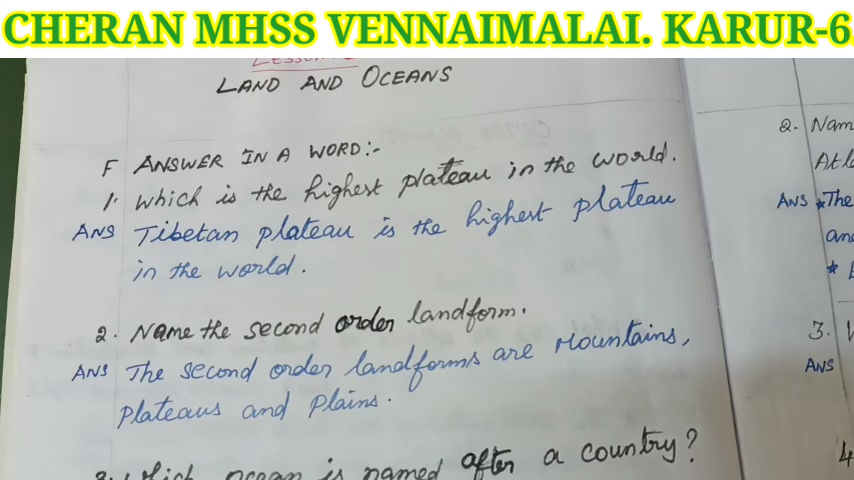 CHERAN MHSS VENNAIMALAI. KARUR-6
LAND AND OCEANS
F ANSWER IN A WORD:-
1. Which is the highest plateau in the world.
ANS Tibetan plateau is the highest plateau
in the world.
2. Name the second order landform.
ANS The second order landforms are Mountains,
Plateaus and Plains.
3. Which ocean is named after a country?
2. Nam
Atl
ANS *The
and
*
3.
ANS
4